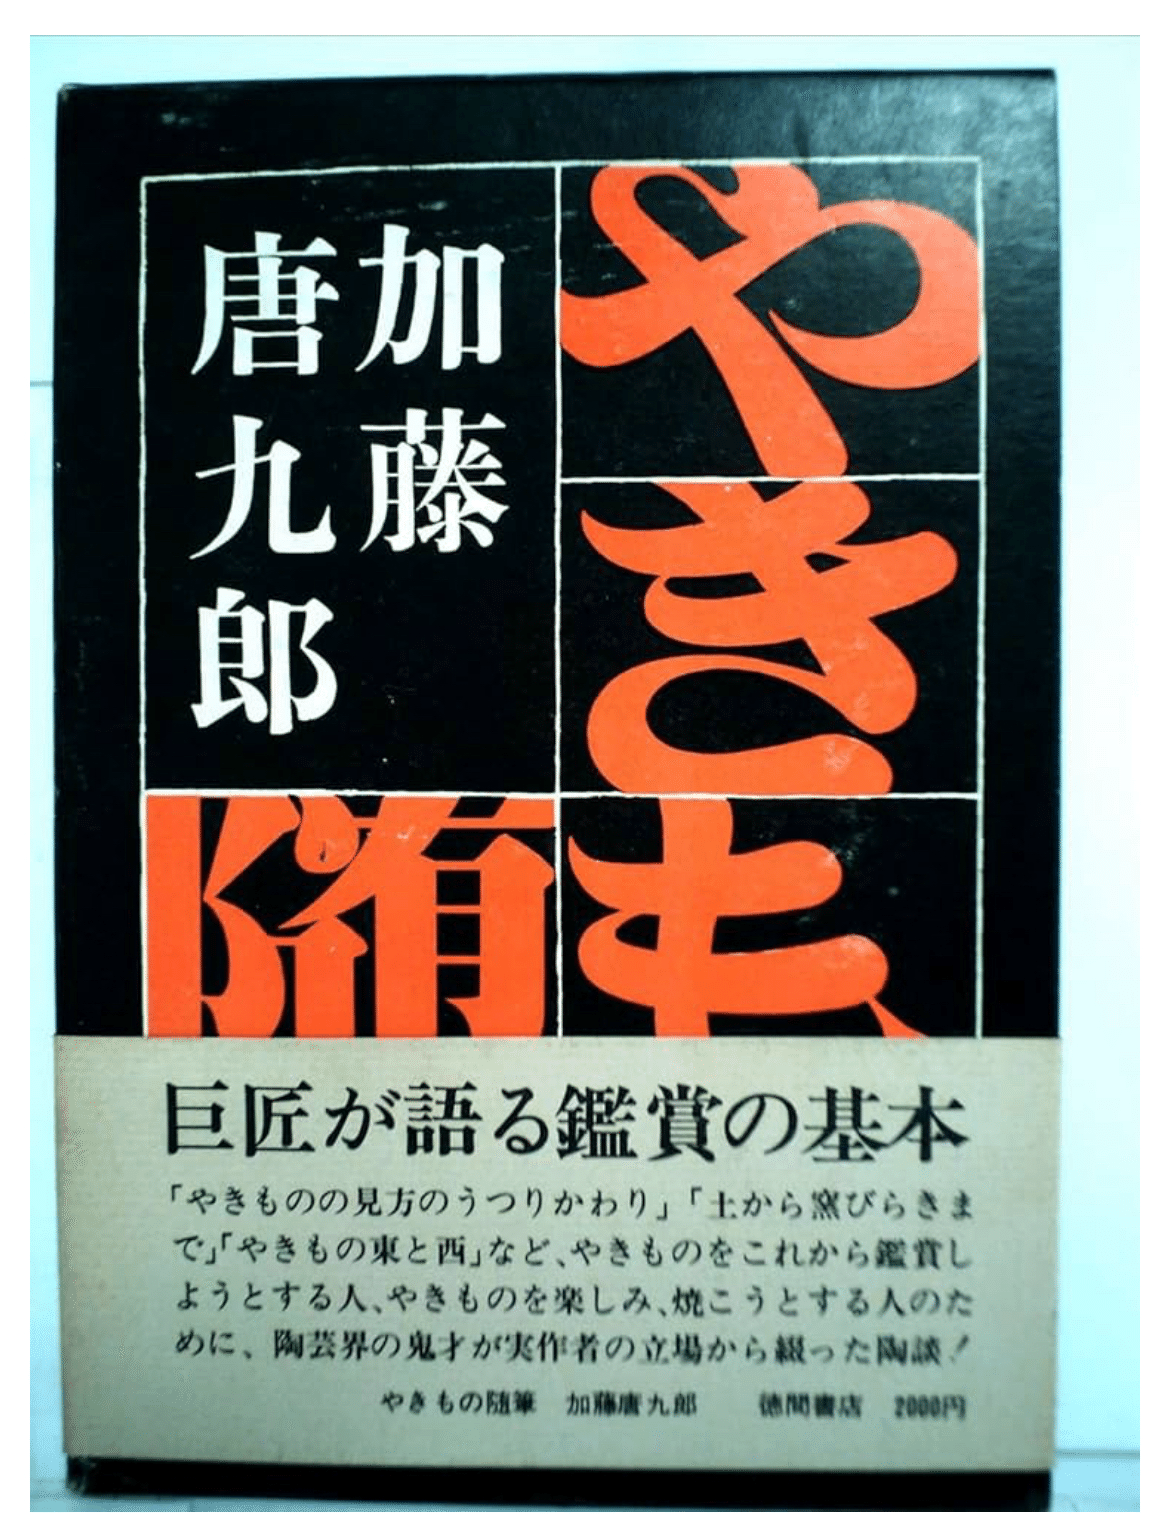 やきも
加藤
唐九郎
随
巨匠が語る鑑賞の基本
「やきものの見方のうつりかわり」「土から窯びらきま
で」「やきもの東と西」など、やきものをこれから鑑賞し
ようとする人、やきものを楽しみ、焼こうとする人のた
めに、陶芸界の鬼才が実作者の立場から綴った陶談！
やきもの随筆 加藤唐九郎 徳間書店 2000円